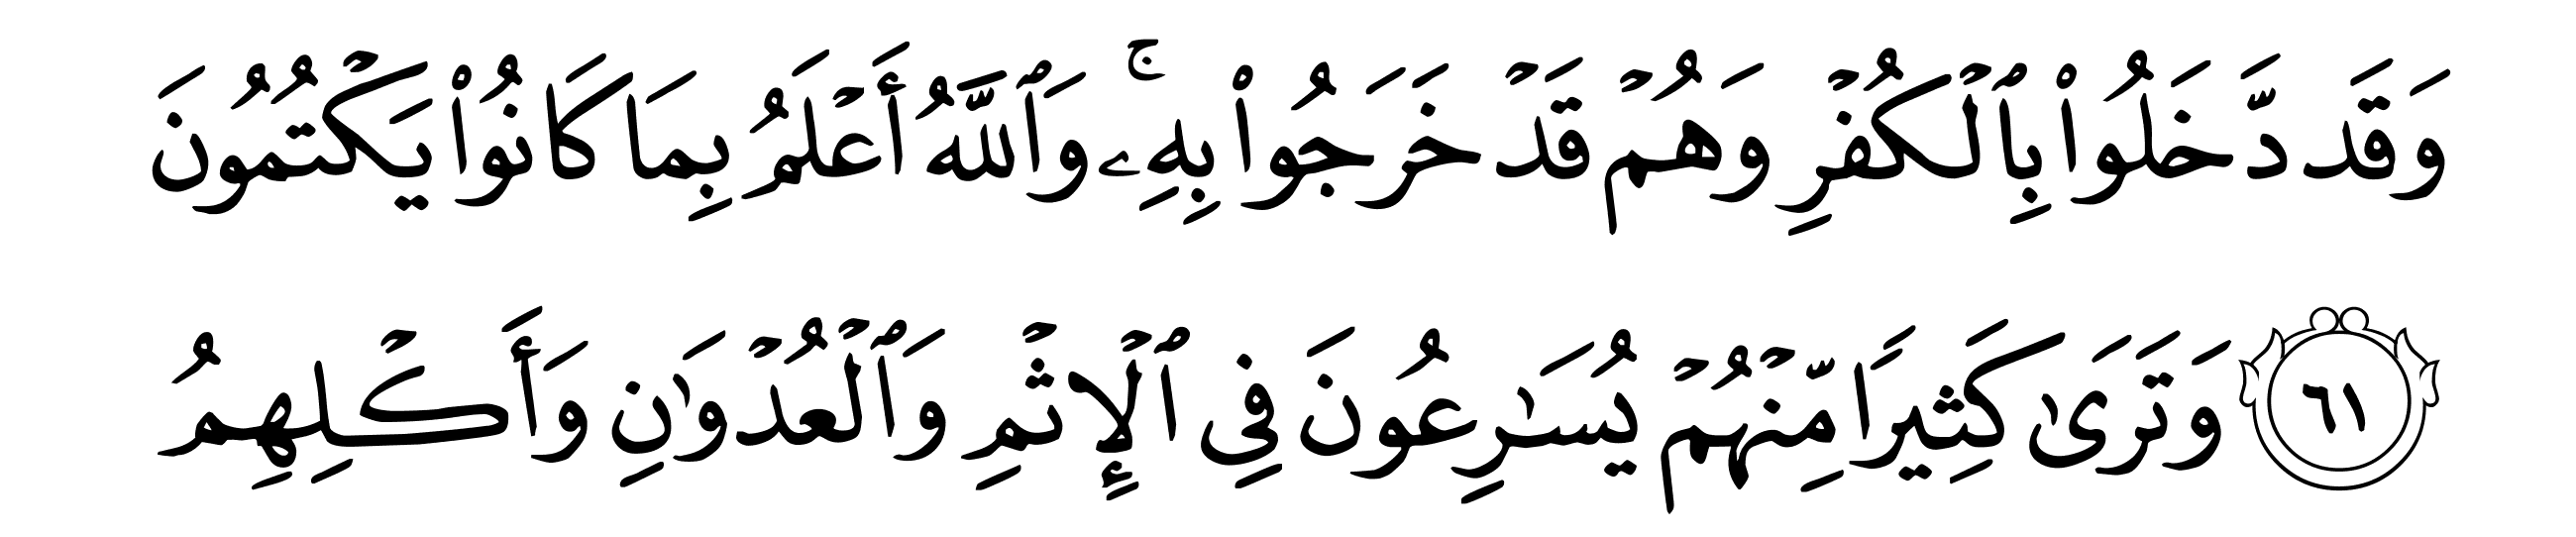 وَقَد دَّخَلُوا۟ بِٱلۡكُفۡرِ وَهُمۡ قَدۡ خَرَجُوا۟ بِهِۦۚ وَٱللَّهُ أَعۡلَمُ بِمَا كَانُوا۟ يَكۡتُمُونَ
٦١ وَتَرَىٰ كَثِيرًا مِّنۡهُمۡ يُسَـٰرِعُونَ فِي ٱلۡإِثۡمِ وَٱلۡعُدۡوَٰنِ وَأَكۡلِهِمُ